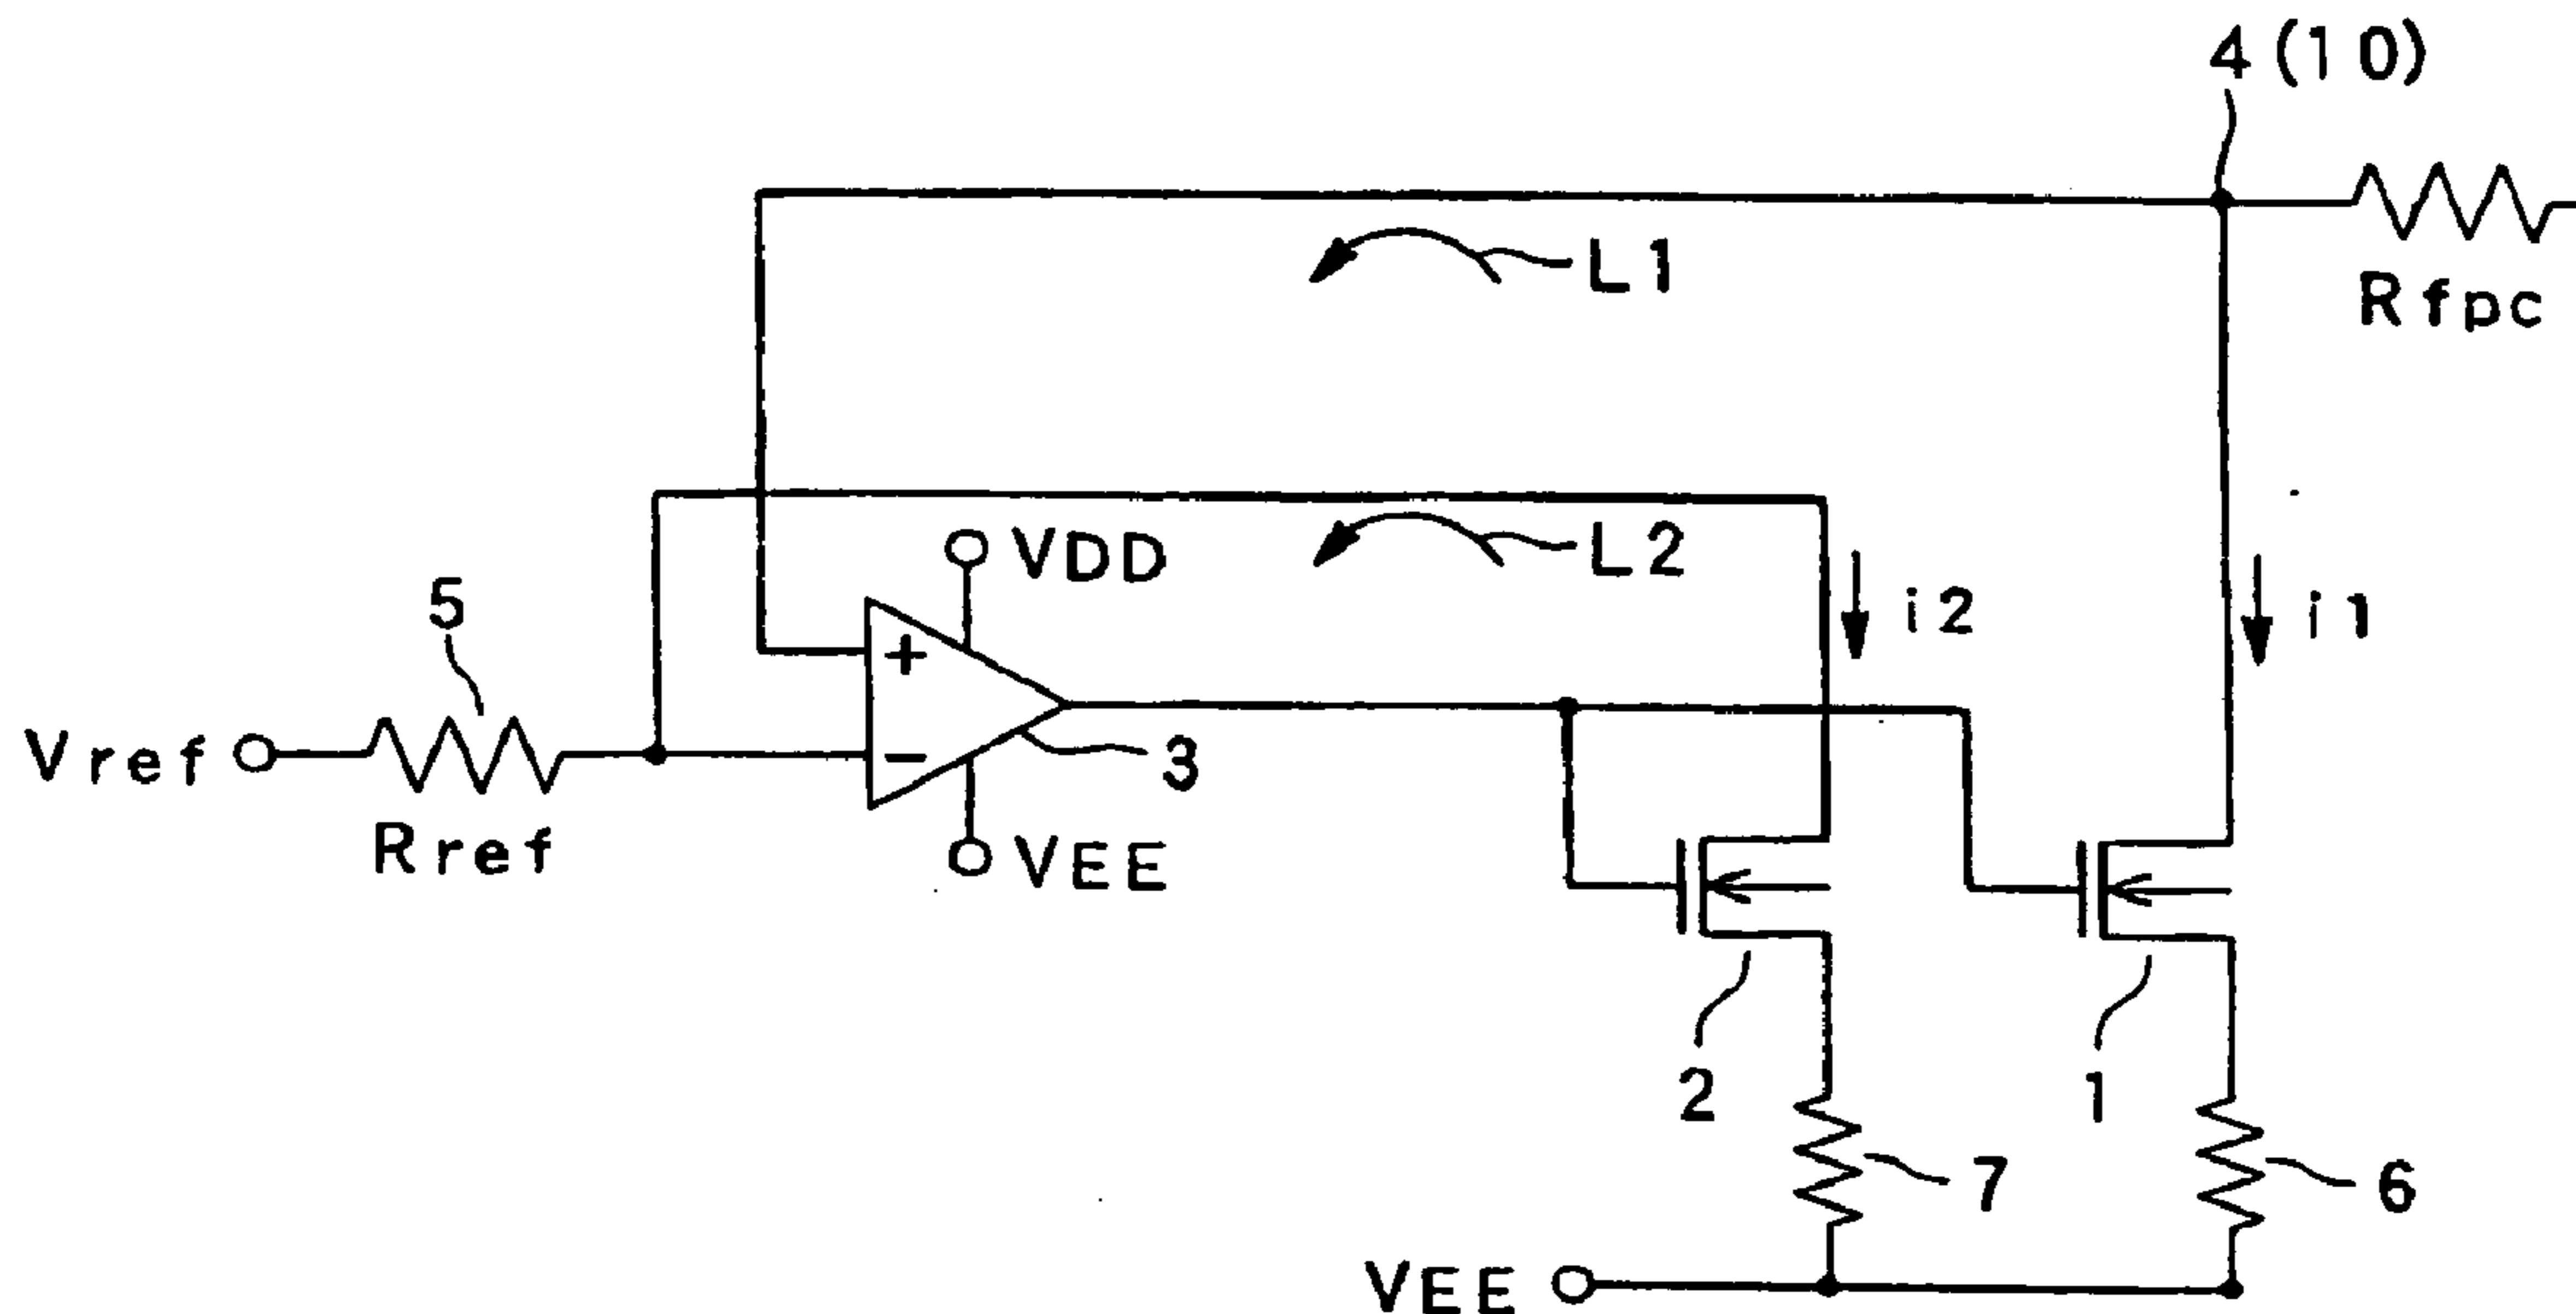 4 (10)
L1
Rfpc
L2
VDD
5
i2
i1
+
Vref
−
3
Rref
VEE
2
1
7
6
VEE